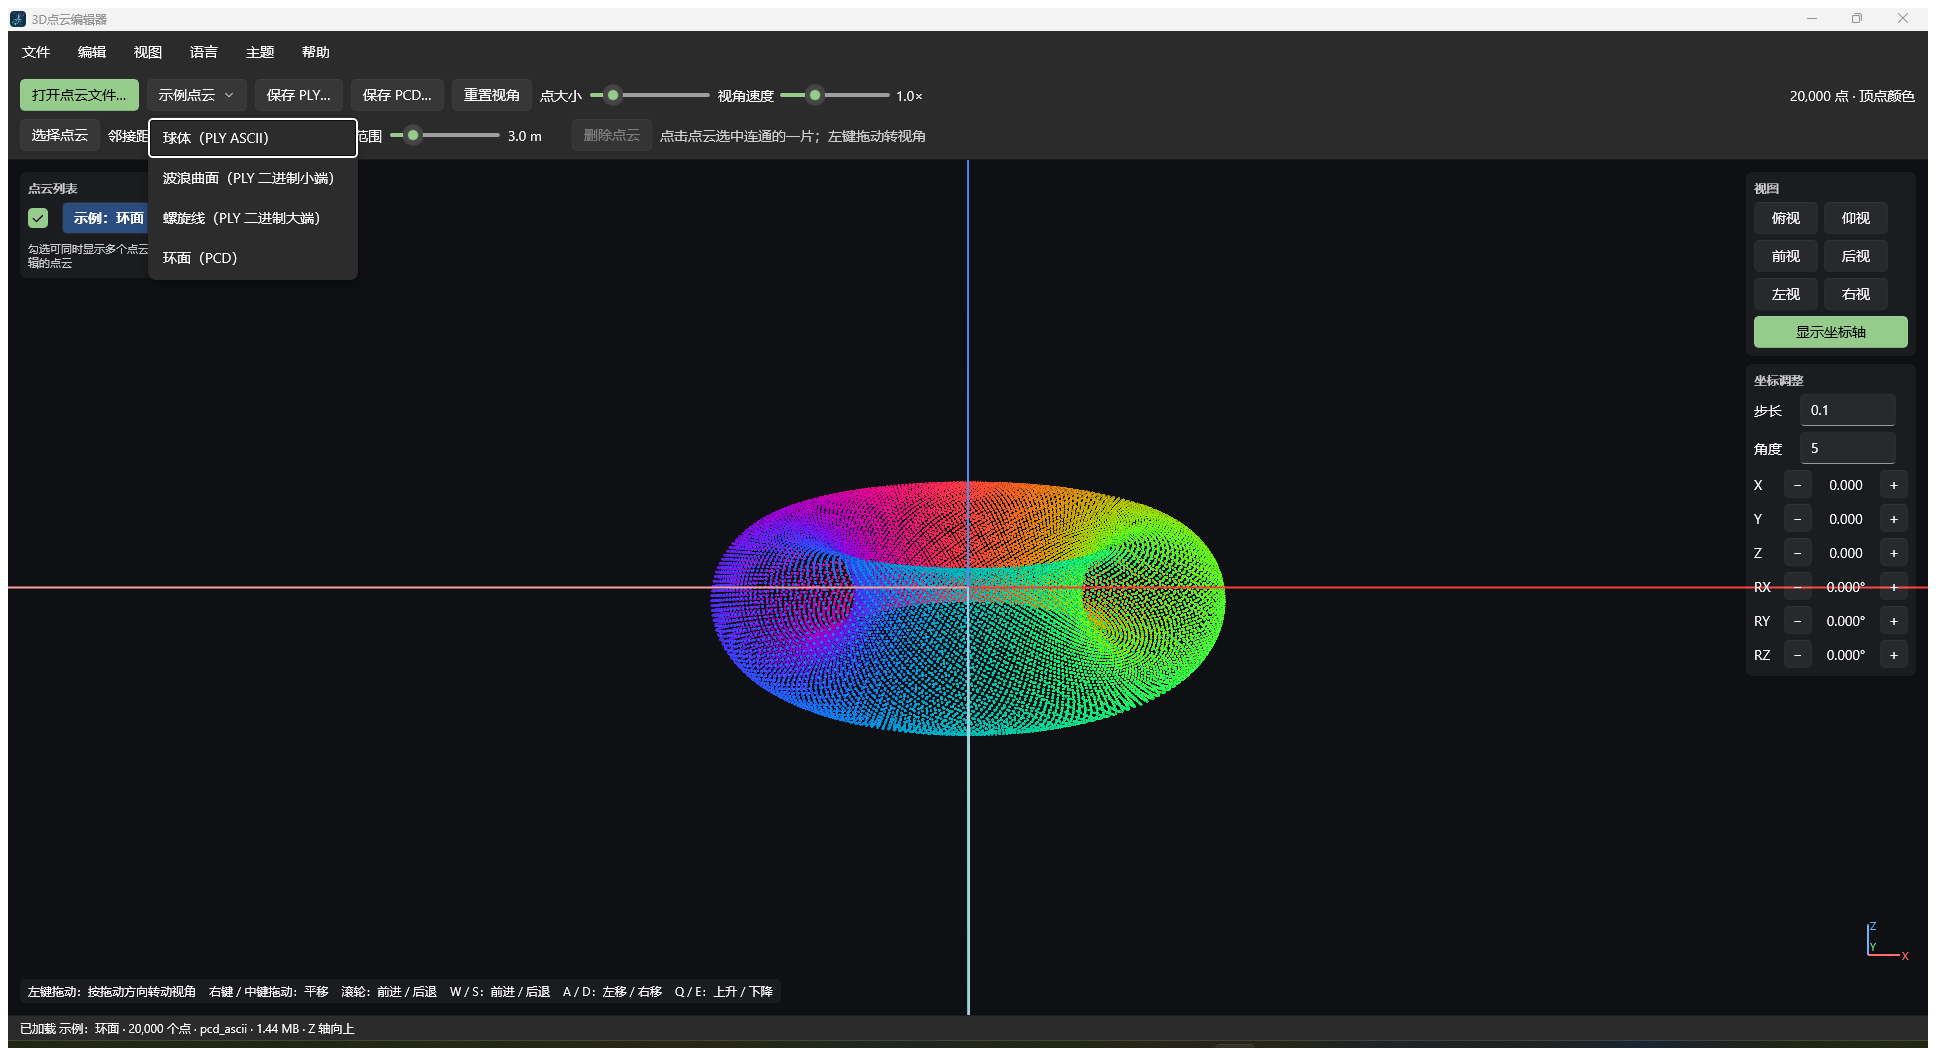 3D点云编辑器
文件 编辑 视图 语言 主题 帮助
打开点云文件... 示例点云 保存 PLY... 保存 PCD... 重置视角 点大小 视角速度 1.0× 20,000 点 · 顶点颜色
选择点云 邻接距 范围 3.0 m 删除点云 点击点云选中连通的一片；左键拖动转视角
球体（PLY ASCII）
波浪曲面（PLY 二进制小端）
螺旋线（PLY 二进制大端）
环面（PCD）
点云列表
示例：环面
勾选可同时显示多个点云
辑的点云
视图
俯视 仰视
前视 后视
左视 右视
显示坐标轴
坐标调整
步长 0.1
角度 5
X − 0.000 +
Y − 0.000 +
Z − 0.000 +
RX − 0.000° +
RY − 0.000° +
RZ − 0.000° +
Z
Y
X
左键拖动：按拖动方向转动视角 右键 / 中键拖动：平移 滚轮：前进 / 后退 W / S：前进 / 后退 A / D：左移 / 右移 Q / E：上升 / 下降
已加载 示例：环面 · 20,000 个点 · pcd_ascii · 1.44 MB · Z 轴向上